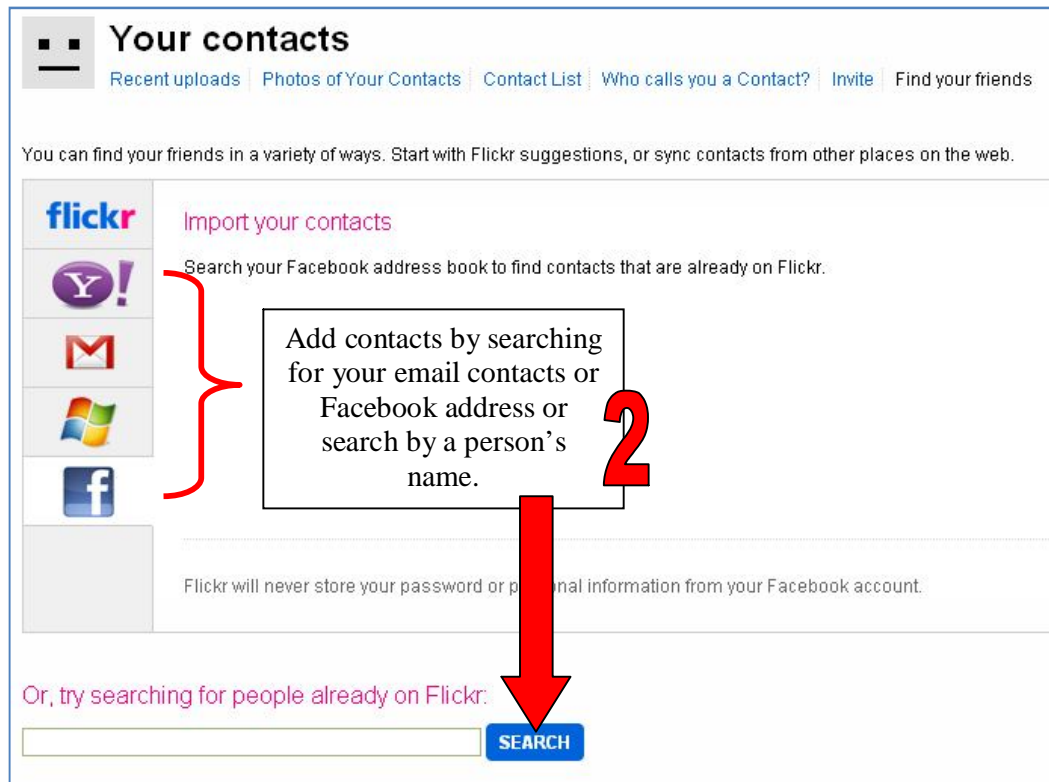 Your contacts
Recent uploads Photos of Your Contacts Contact List Who calls you a Contact? Invite Find your friends
You can find your friends in a variety of ways. Start with Flickr suggestions, or sync contacts from other places on the web.
flickr
Import your contacts
Y!
Search your Facebook address book to find contacts that are already on Flickr.
M
f
Add contacts by searching
for your email contacts or
Facebook address or
search by a person's
name.
2
Flickr will never store your password or p onal information from your Facebook account.
Or, try searching for people already on Flickr:
SEARCH